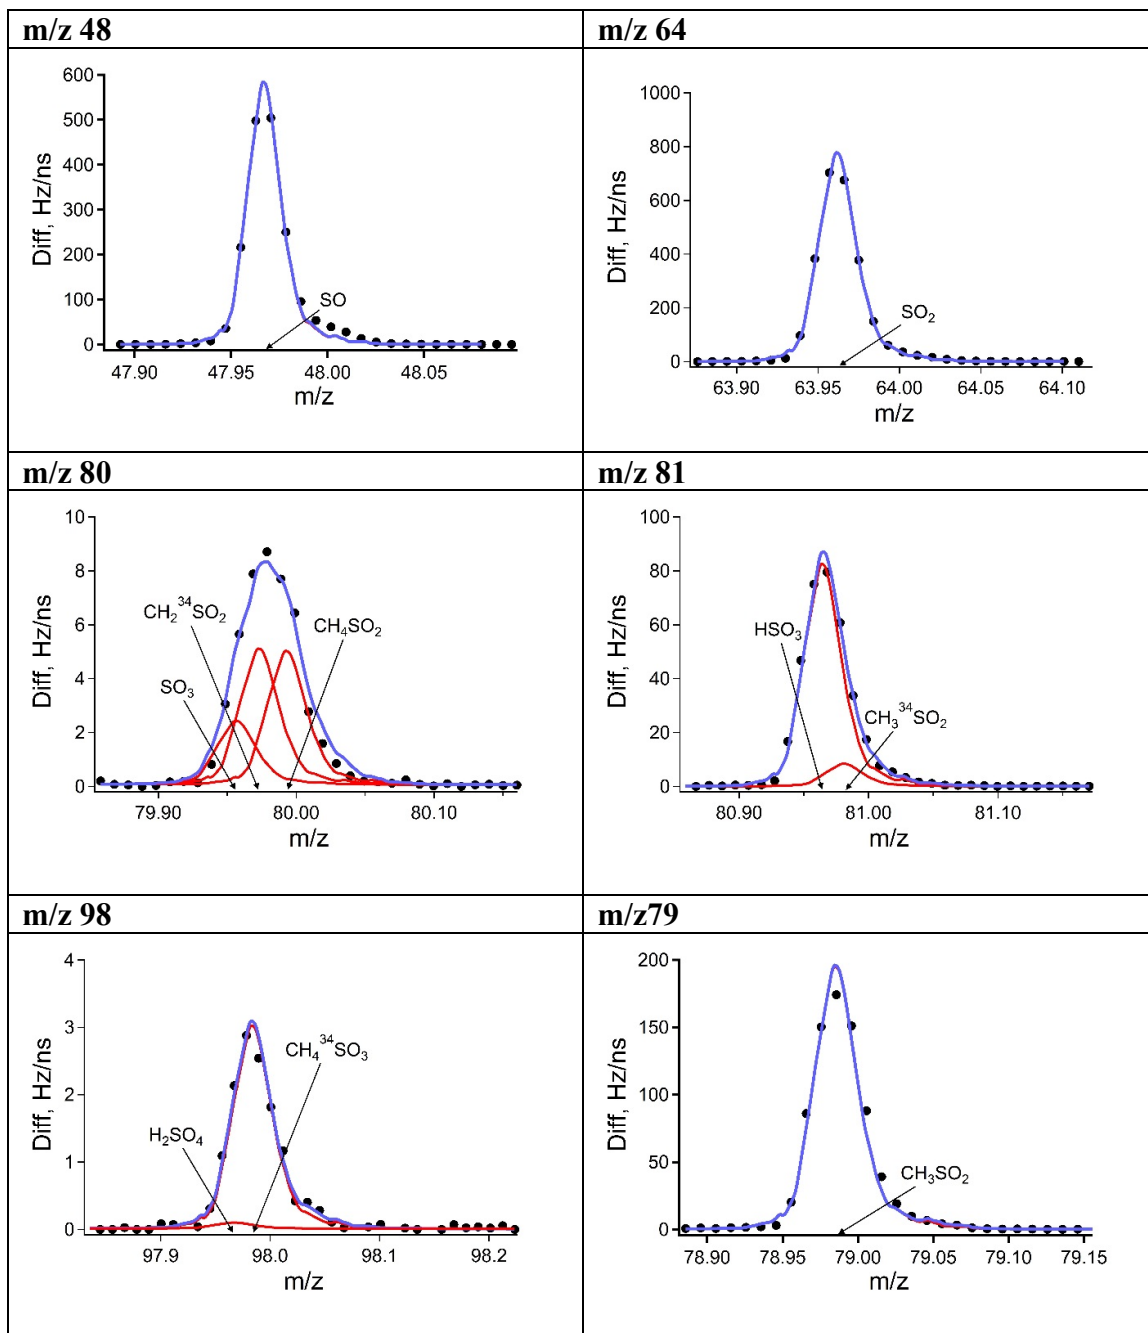 m/z 48
m/z 64
600
500
400
300
200
100
0
Diff, Hz/ns
SO
47.90 47.95 48.00 48.05
m/z
1000
800
600
400
200
0
Diff, Hz/ns
SO₂
63.90 63.95 64.00 64.05 64.10
m/z
m/z 80
m/z 81
10
8
6
4
2
0
Diff, Hz/ns
CH₂³⁴SO₂
CH₄SO₂
SO₃
79.90 80.00 80.10
m/z
100
80
60
40
20
0
Diff, Hz/ns
HSO₃
CH₃³⁴SO₂
80.90 81.00 81.10
m/z
m/z 98
m/z79
4
3
2
1
0
Diff, Hz/ns
CH₄³⁴SO₃
H₂SO₄
97.9 98.0 98.1 98.2
m/z
200
150
100
50
0
Diff, Hz/ns
CH₃SO₂
78.90 78.95 79.00 79.05 79.10 79.15
m/z